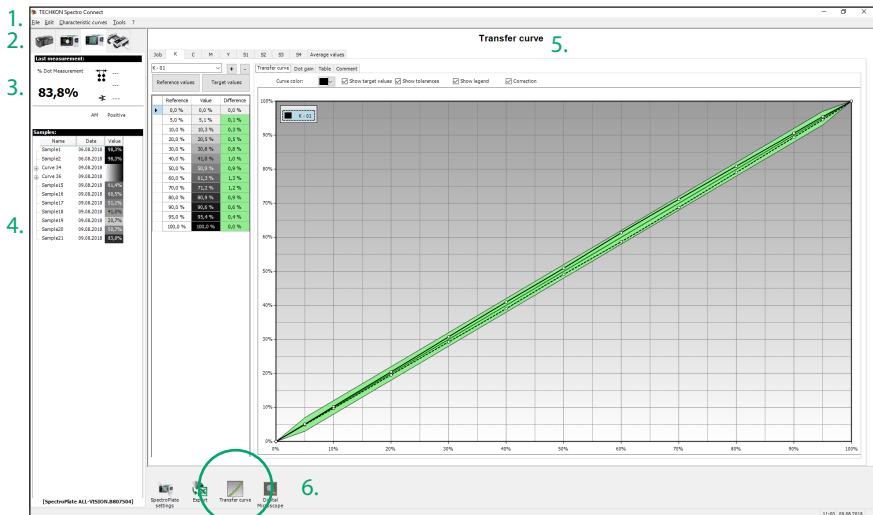 1.
TECHKON Spectro Connect
File Edit Characteristic curves Tools ?
2.
Transfer curve
5.
Last measurement:
% Dot Measurement
---
---
3.
83,8%
---
AM Positive
Job K C M Y S1 S2 S3 S4 Average values
K - 01
+ -
Reference values Target values
Transfer curve Dot gain Table Comment
Curve color: Show target values Show tolerances Show legend Correction
Reference Value Difference
0,0 % 0,0 % 0,0 %
5,0 % 5,1 % 0,1 %
10,0 % 10,3 % 0,3 %
20,0 % 20,5 % 0,5 %
30,0 % 30,8 % 0,8 %
40,0 % 41,0 % 1,0 %
50,0 % 50,9 % 0,9 %
60,0 % 61,3 % 1,3 %
70,0 % 71,2 % 1,2 %
80,0 % 80,9 % 0,9 %
90,0 % 90,6 % 0,6 %
95,0 % 95,4 % 0,4 %
100,0 % 100,0 % 0,0 %
4.
Samples:
Name Date Value
Sample1 06.08.2018 98,3%
Sample2 06.08.2018 98,3%
Curve 34 09.08.2018
Curve 36 09.08.2018
Sample15 09.08.2018 61,4%
Sample16 09.08.2018 60,9%
Sample17 09.08.2018 51,2%
Sample18 09.08.2018 41,0%
Sample19 09.08.2018 20,7%
Sample20 09.08.2018 50,7%
Sample21 09.08.2018 83,8%
K - 01
100%
90%
80%
70%
60%
50%
40%
30%
20%
10%
0%
0% 10% 20% 30% 40% 50% 60% 70% 80% 90% 100%
6.
SpectroPlate settings
Export
Transfer curve
Digital Microscope
[SpectroPlate ALL-VISION.B807504]
11:00 09.08.2018